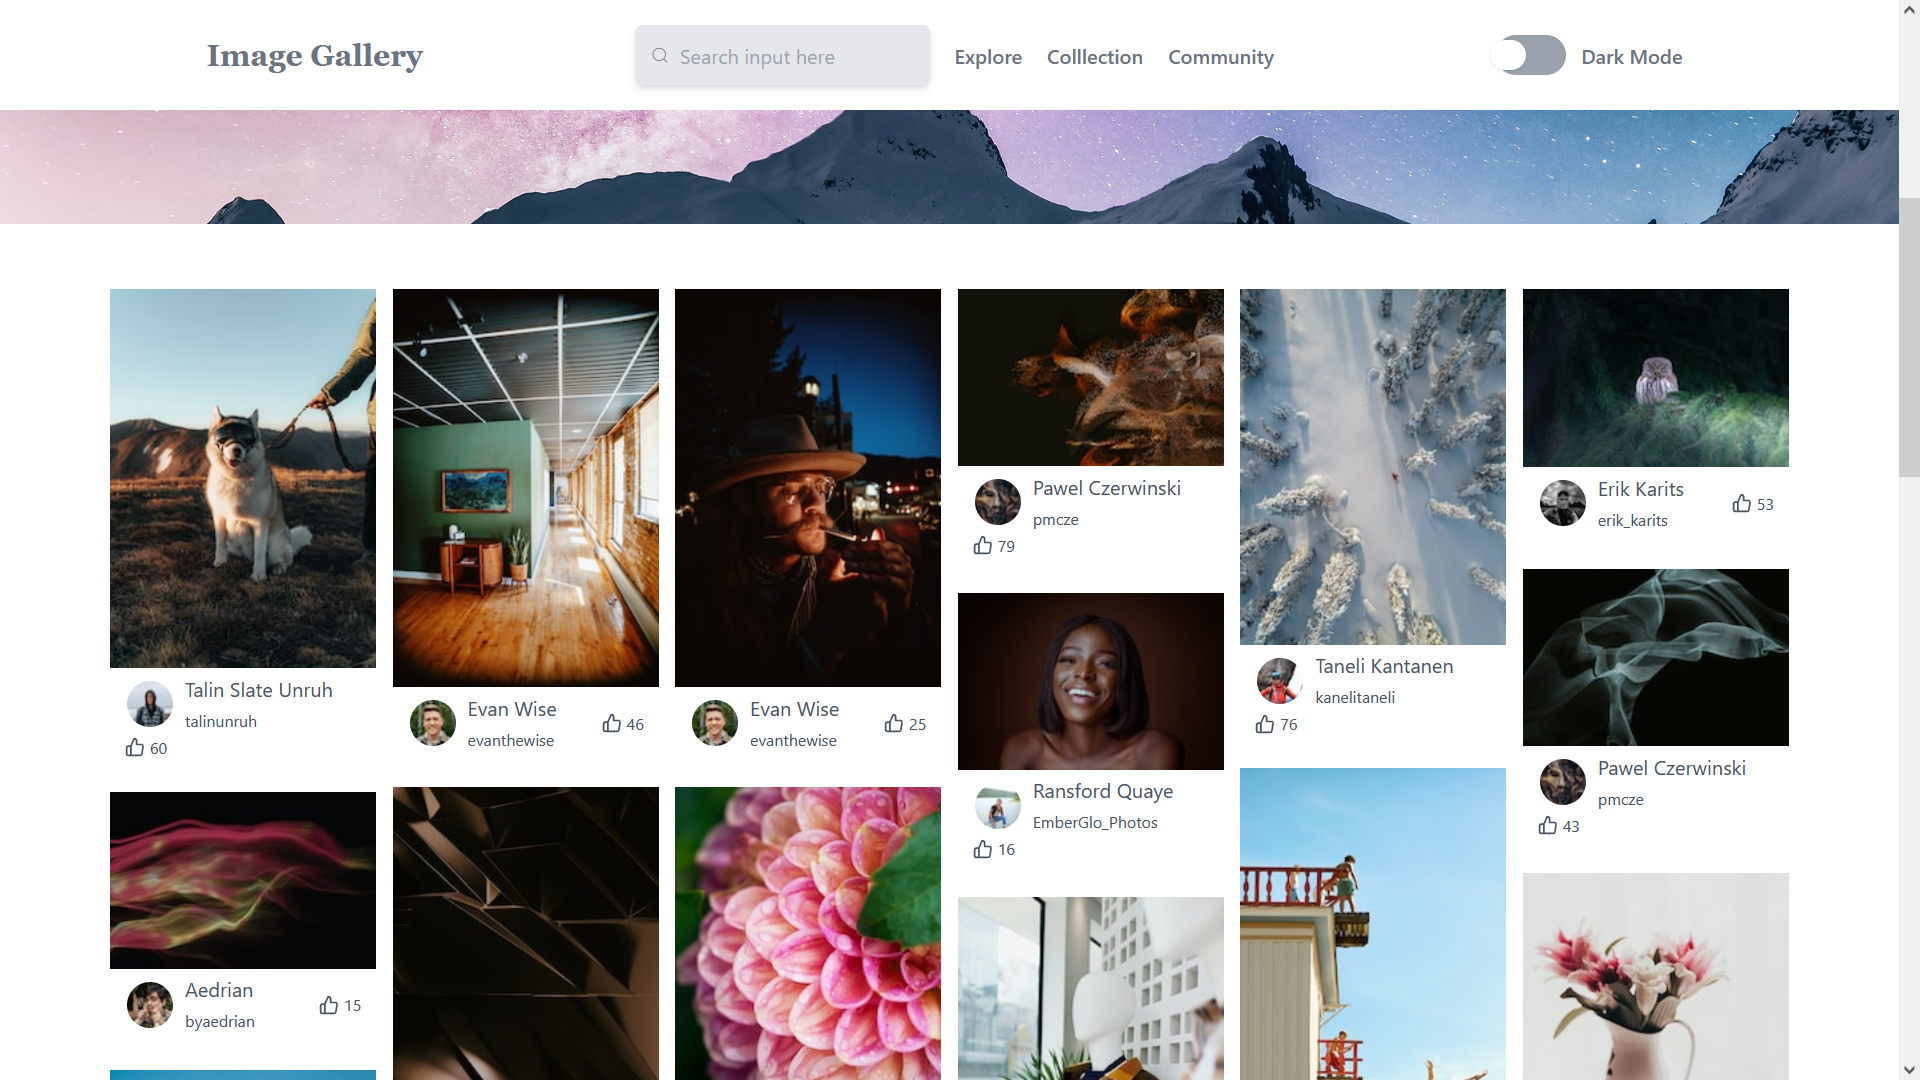 Image Gallery
Search input here
Explore
Colllection
Community
Dark Mode
Talin Slate Unruh
talinunruh
60
Aedrian
byaedrian
15
Evan Wise
evanthewise
46
Evan Wise
evanthewise
25
Pawel Czerwinski
pmcze
79
Ransford Quaye
EmberGlo_Photos
16
Taneli Kantanen
kanelitaneli
76
Erik Karits
erik_karits
53
Pawel Czerwinski
pmcze
43